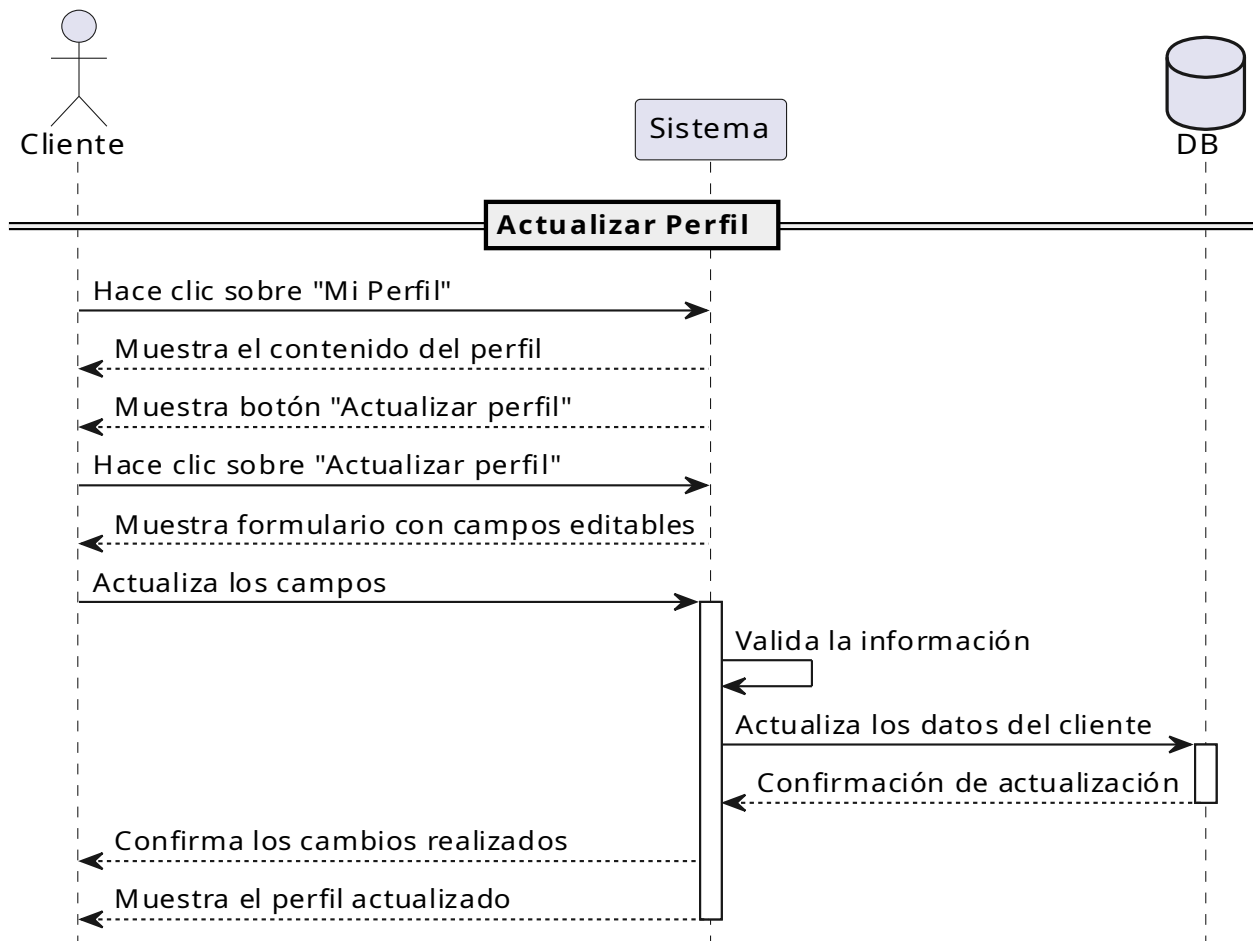 Cliente
Sistema
DB
Actualizar Perfil
Hace clic sobre "Mi Perfil"
Muestra el contenido del perfil
Muestra botón "Actualizar perfil"
Hace clic sobre "Actualizar perfil"
Muestra formulario con campos editables
Actualiza los campos
Valida la información
Actualiza los datos del cliente
Confirmación de actualización
Confirma los cambios realizados
Muestra el perfil actualizado